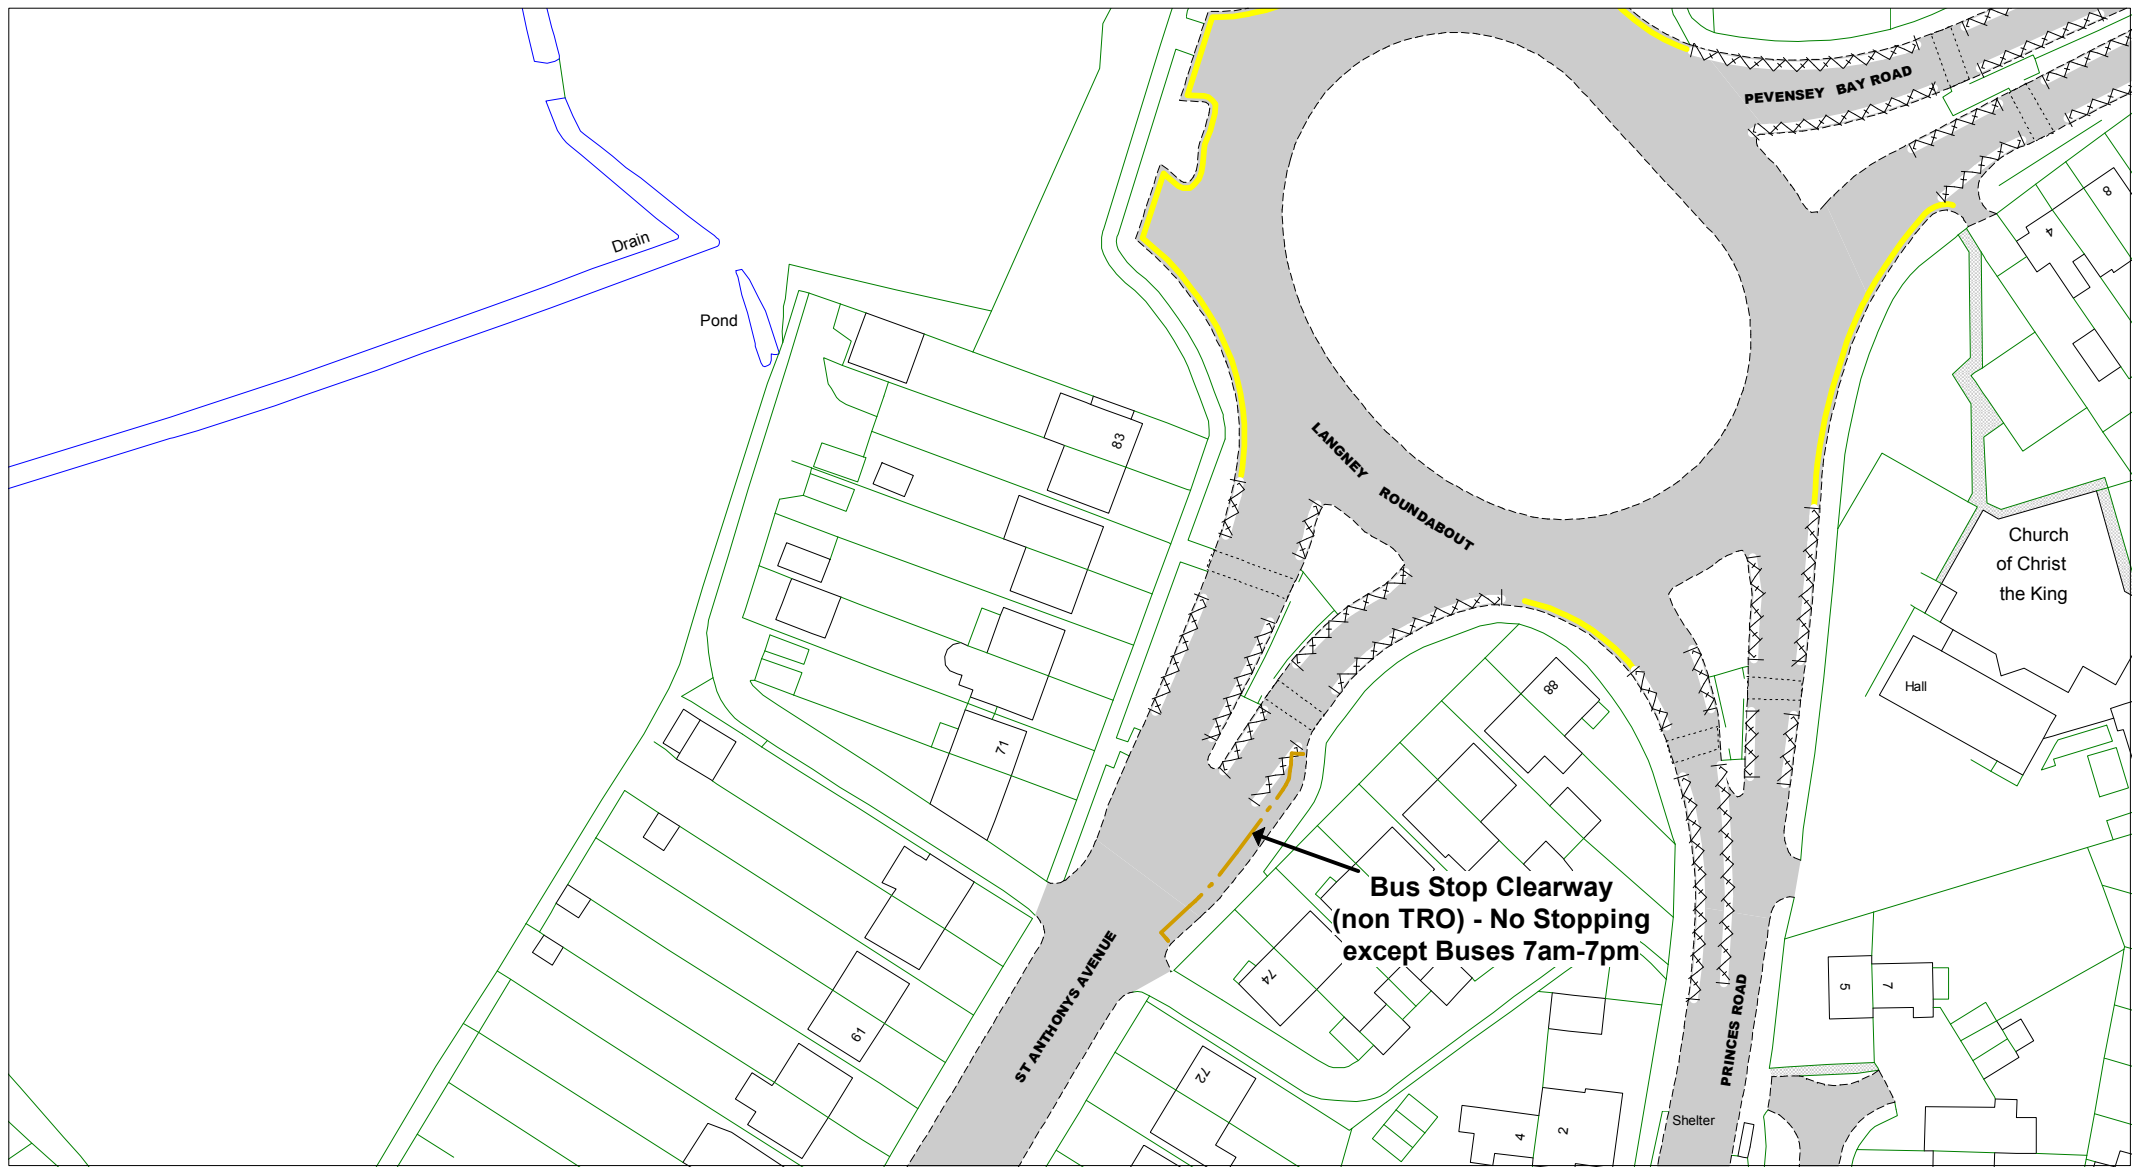 PEVENSEY BAY ROAD
8
4
Drain
Pond
83
LANGNEY ROUNDABOUT
Church
of Christ
the King
Hall
88
71
Bus Stop Clearway
(non TRO) - No Stopping
except Buses 7am-7pm
74
ST ANTHONYS AVENUE
5
7
61
PRINCES ROAD
72
Shelter
4
2